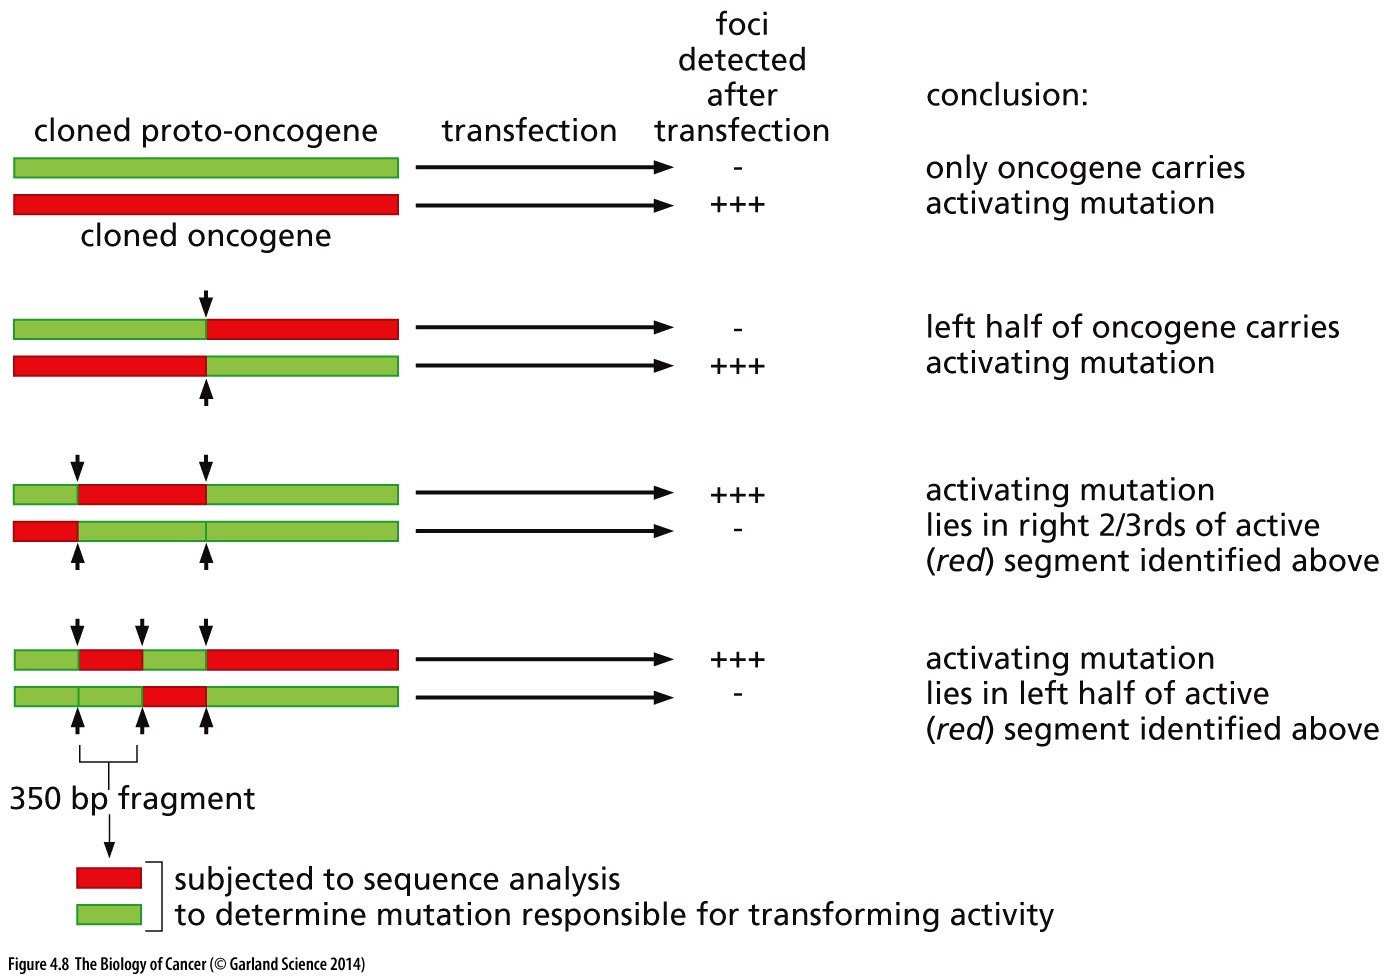 foci
detected
after
conclusion:
cloned proto-oncogene transfection transfection
- only oncogene carries
+++ activating mutation
cloned oncogene
- left half of oncogene carries
+++ activating mutation
+++ activating mutation
- lies in right 2/3rds of active
(red) segment identified above
+++ activating mutation
- lies in left half of active
(red) segment identified above
350 bp fragment
subjected to sequence analysis
to determine mutation responsible for transforming activity
Figure 4.8 The Biology of Cancer (© Garland Science 2014)